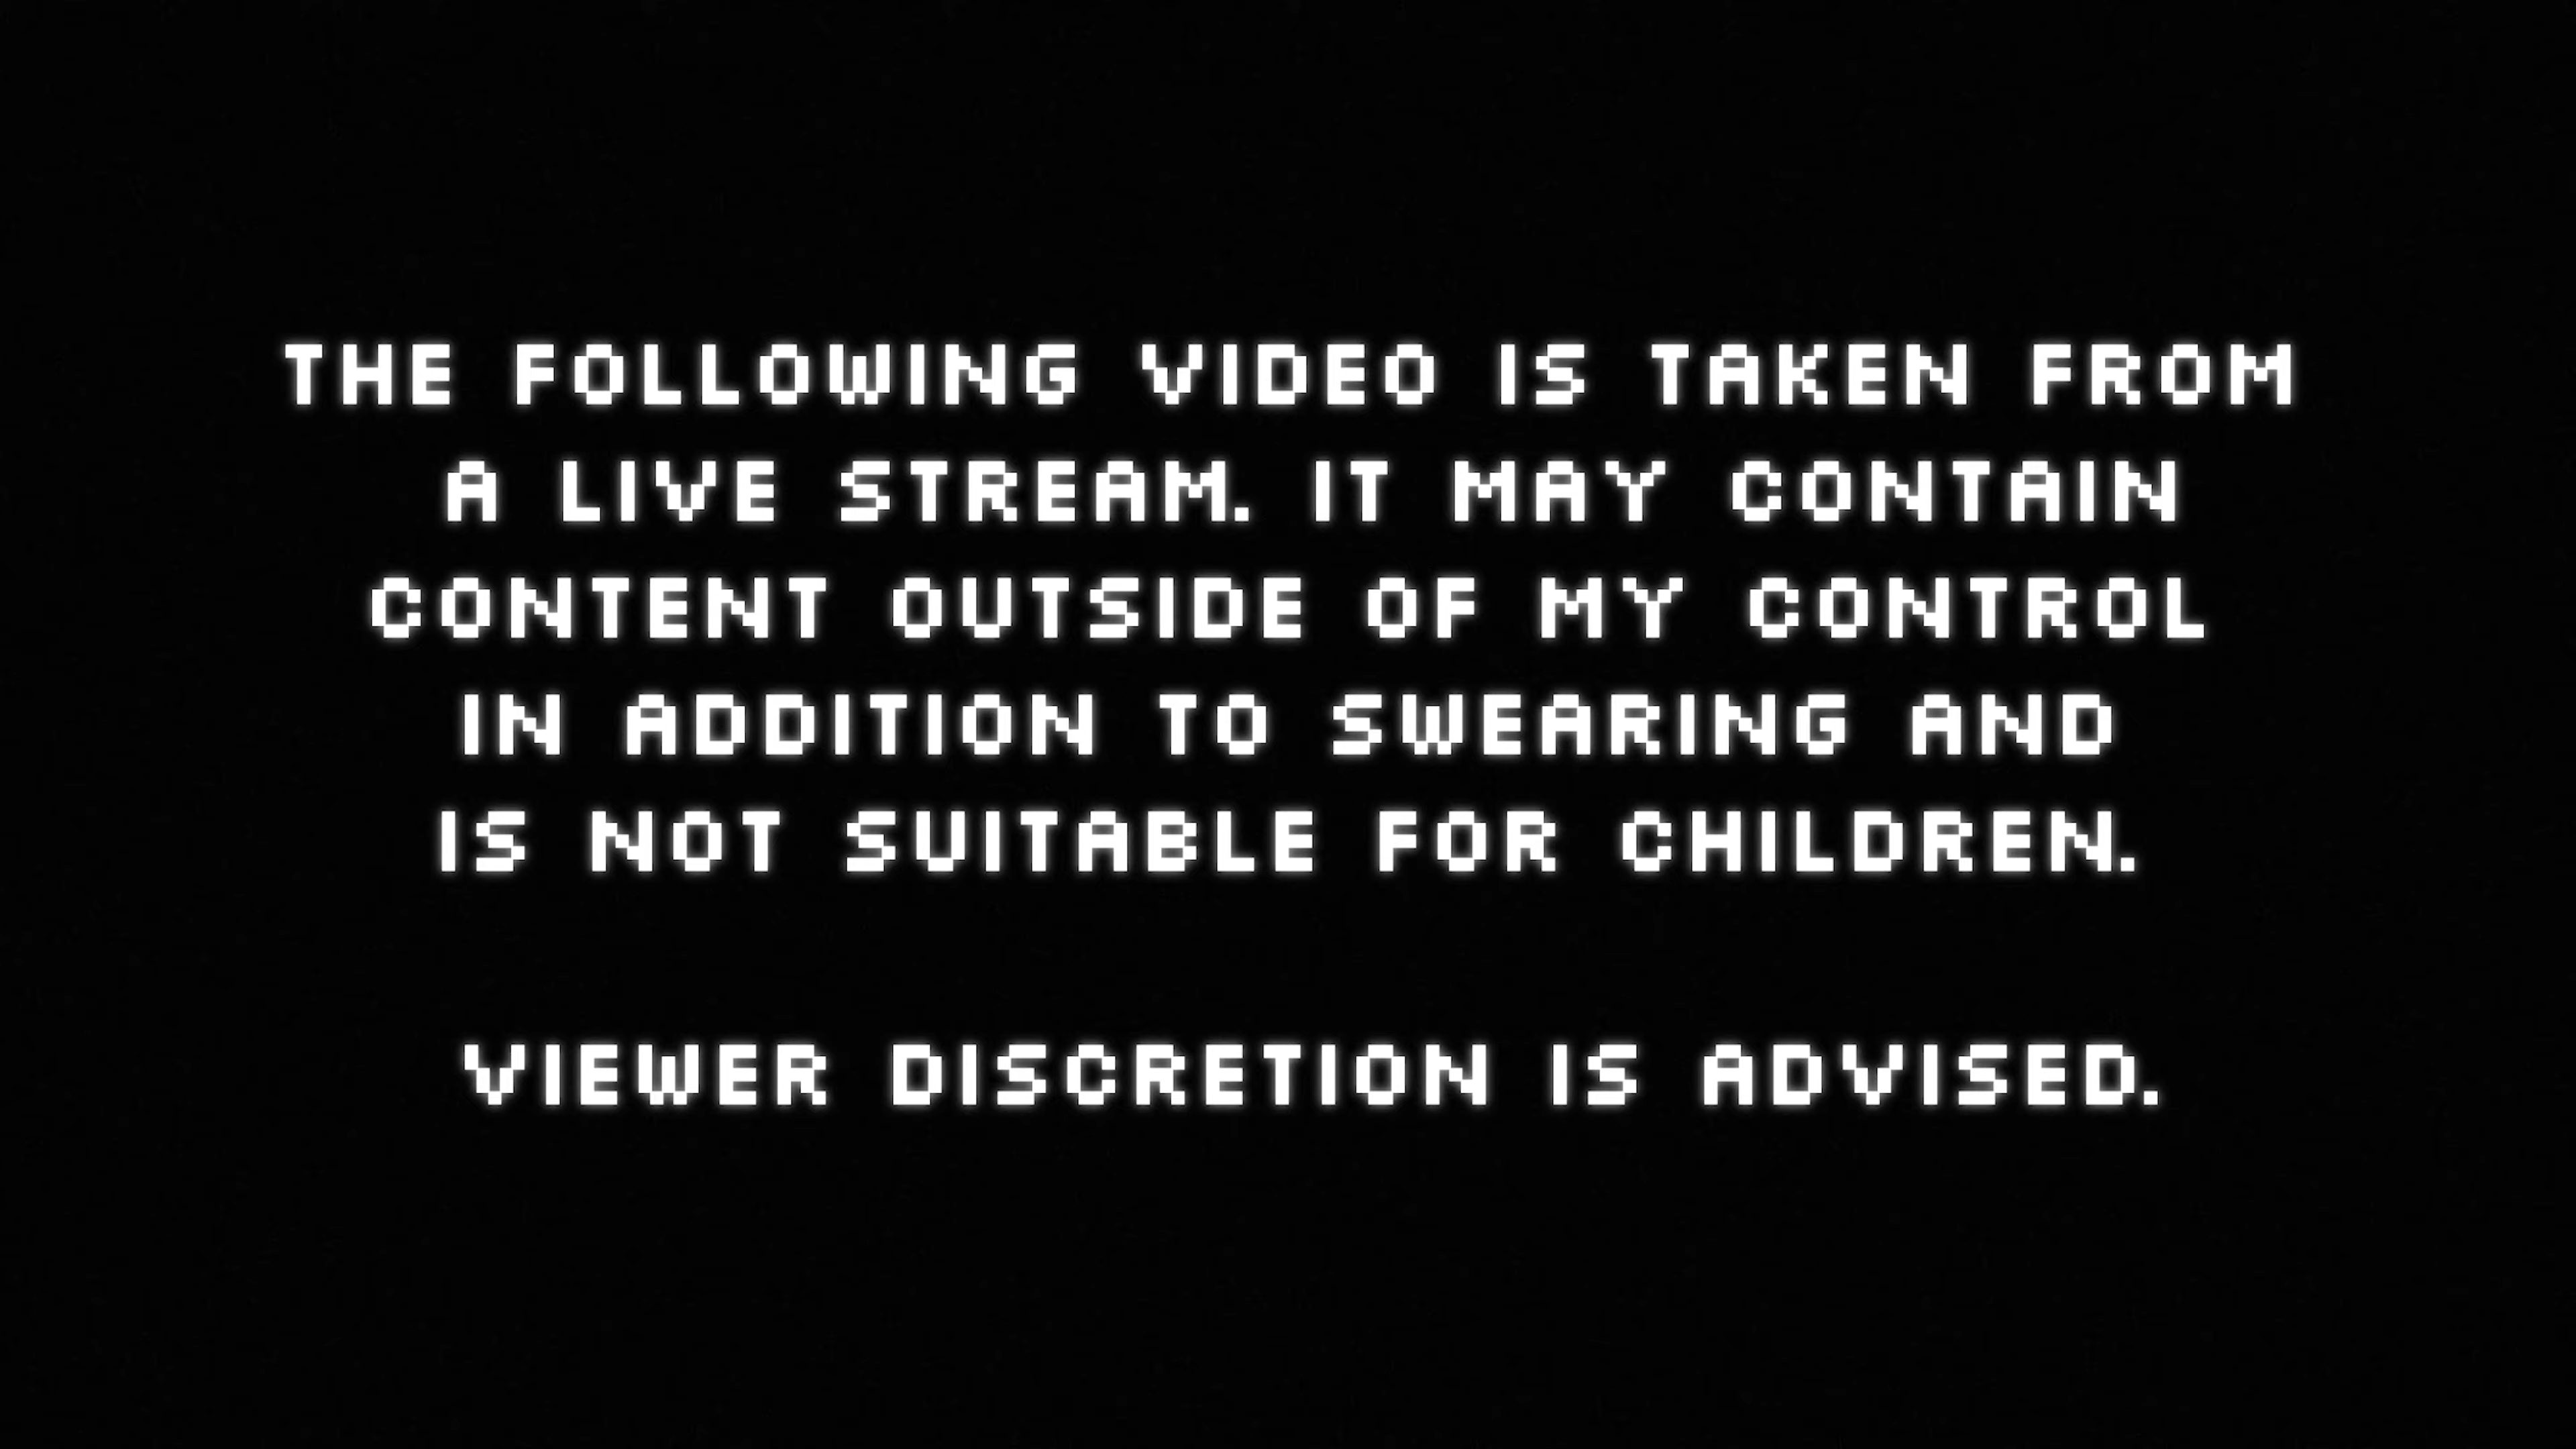 THE FOLLOWING VIDEO IS TAKEN FROM
A LIVE STREAM. IT MAY CONTAIN
CONTENT OUTSIDE OF MY CONTROL
IN ADDITION TO SWEARING AND
IS NOT SUITABLE FOR CHILDREN.
VIEWER DISCRETION IS ADVISED.